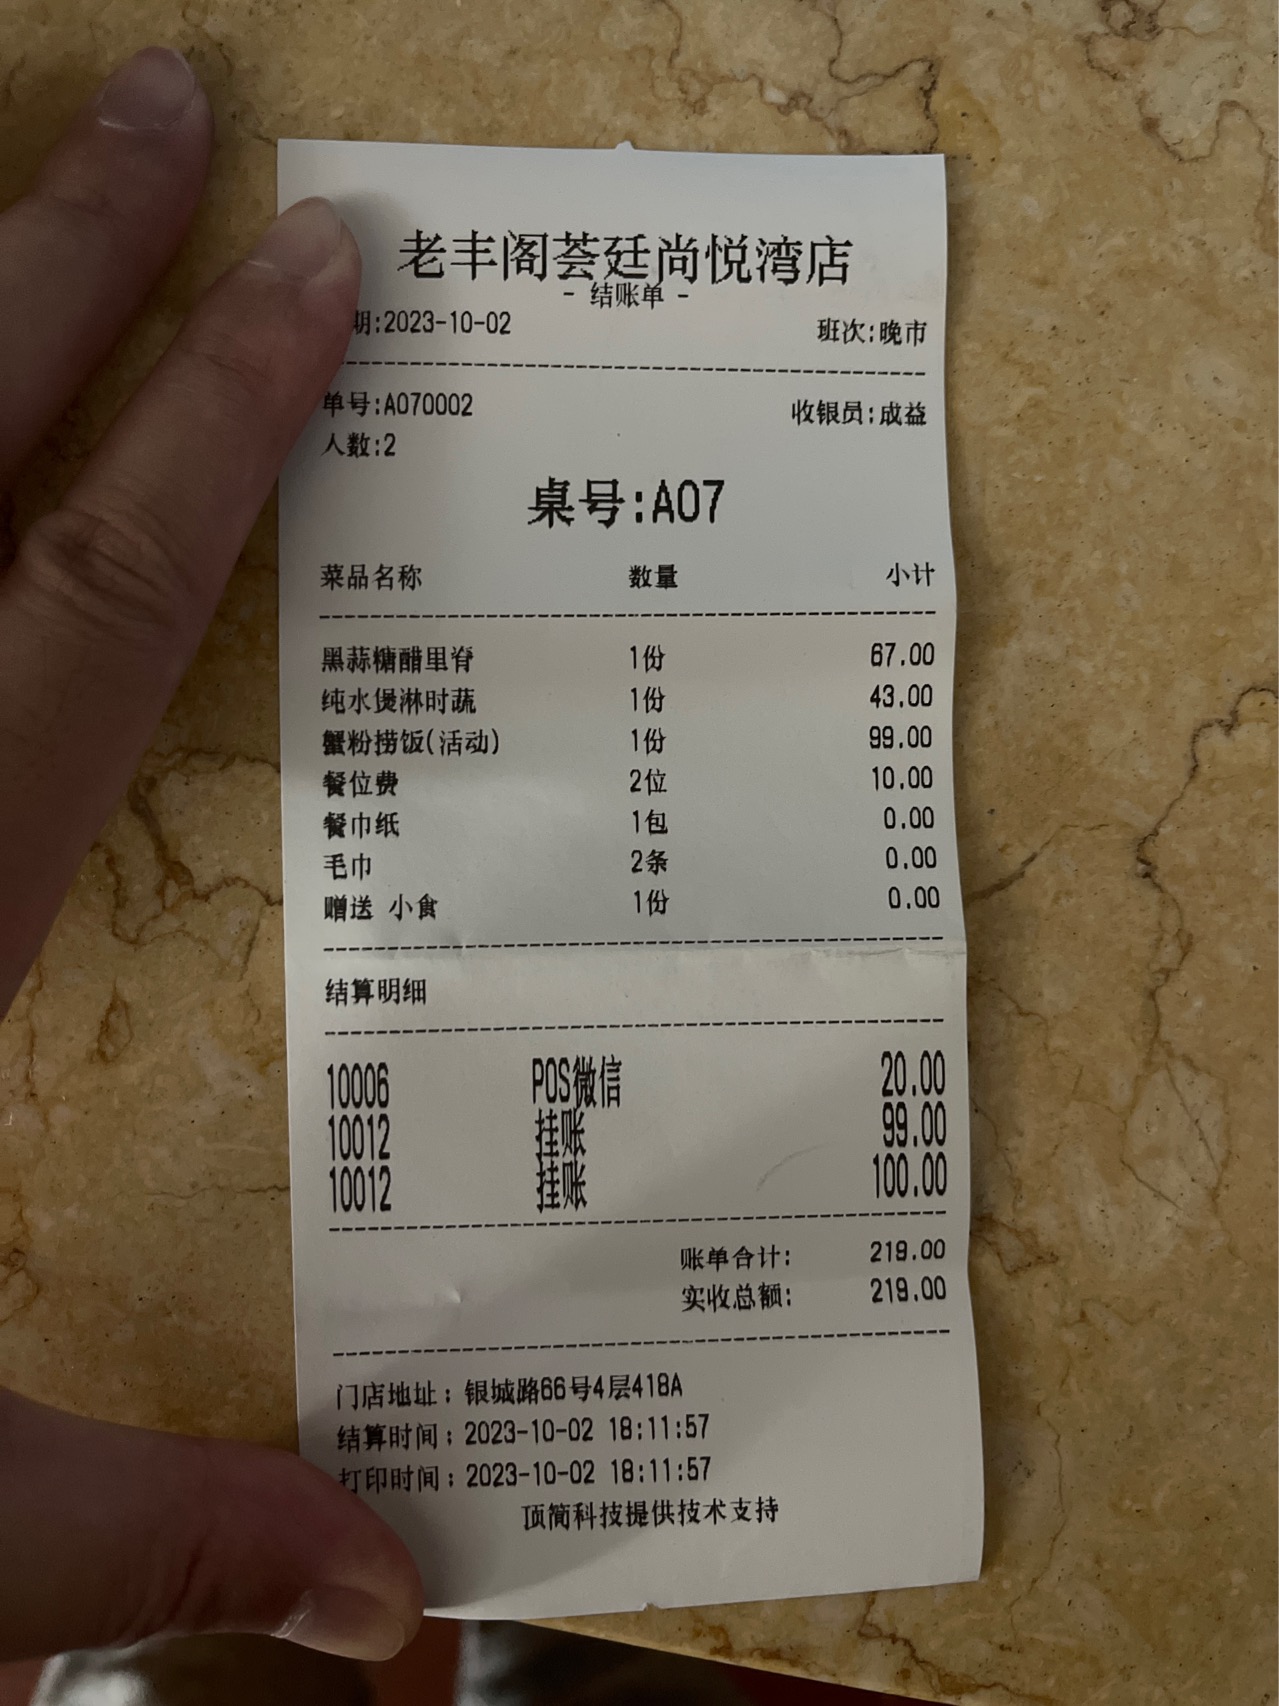 老丰阁荟廷尚悦湾店
- 结账单 -
期:2023-10-02 班次:晚市
单号:A070002 收银员:成益
人数:2
桌号:A07
菜品名称 数量 小计
黑蒜糖醋里脊 1份 67.00
纯水煲淋时蔬 1份 43.00
蟹粉捞饭(活动) 1份 99.00
餐位费 2位 10.00
餐巾纸 1包 0.00
毛巾 2条 0.00
赠送 小食 1份 0.00
结算明细
10006 POS微信 20.00
10012 挂账 99.00
10012 挂账 100.00
账单合计: 219.00
实收总额: 219.00
门店地址: 银城路66号4层418A
结算时间: 2023-10-02 18:11:57
打印时间: 2023-10-02 18:11:57
顶简科技提供技术支持